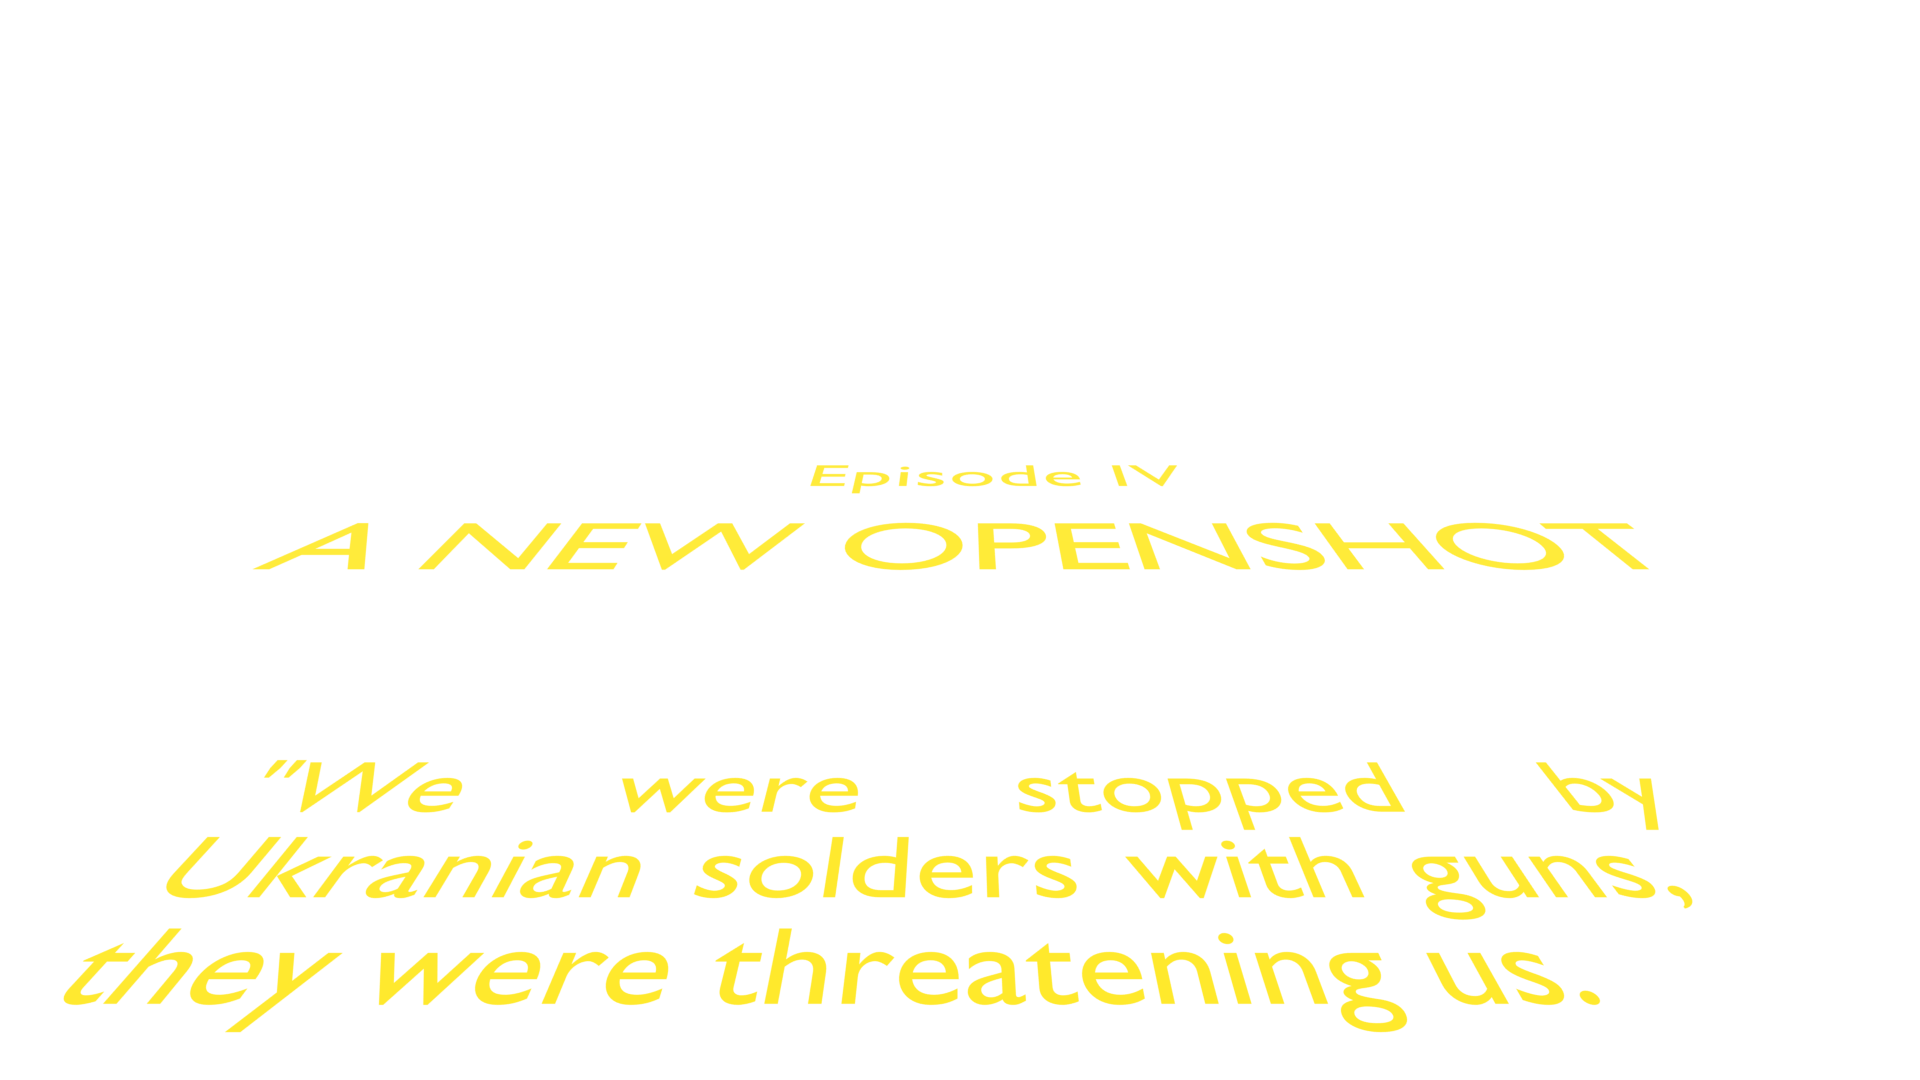 Episode IV
A NEW OPENSHOT
"We were stopped by
Ukranian solders with guns,
they were threatening us.